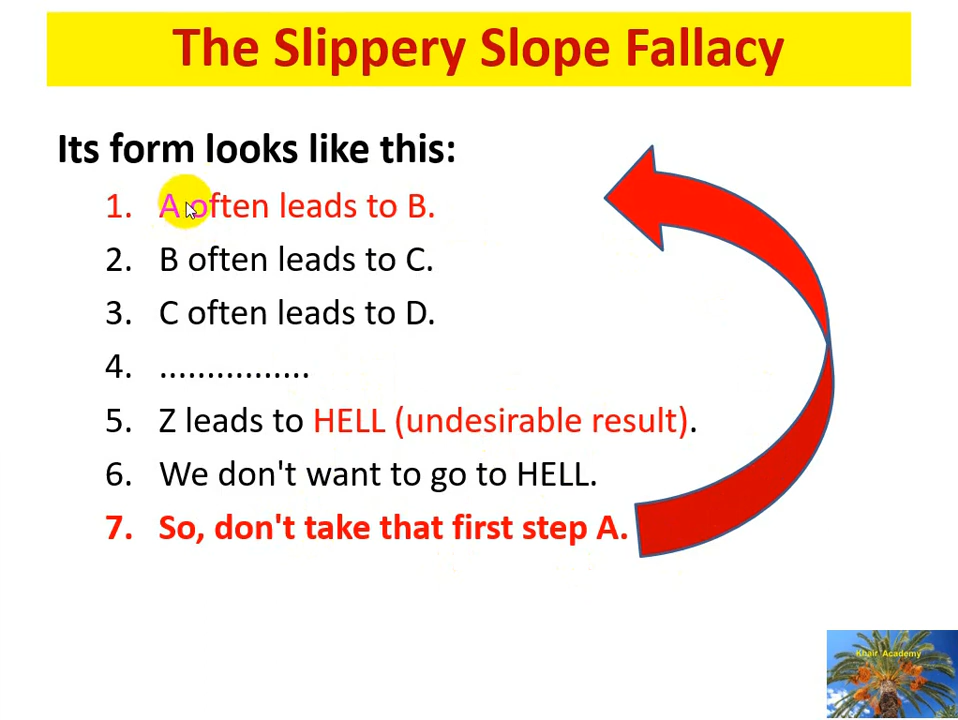 The Slippery Slope Fallacy
Its form looks like this:
1. A often leads to B.
2. B often leads to C.
3. C often leads to D.
4. ................
5. Z leads to HELL (undesirable result).
6. We don't want to go to HELL.
7. So, don't take that first step A.
Khair Academy